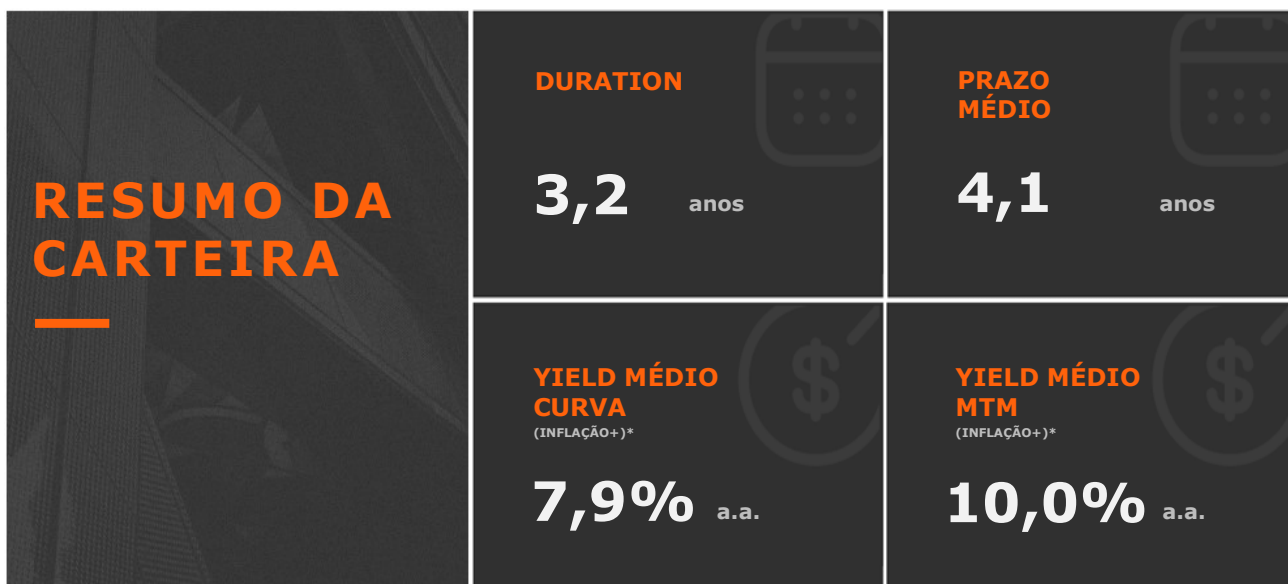 RESUMO DA
CARTEIRA
DURATION
3,2 anos
PRAZO
MÉDIO
4,1 anos
YIELD MÉDIO
CURVA
(INFLAÇÃO+)*
7,9% a.a.
YIELD MÉDIO
MTM
(INFLAÇÃO+)*
10,0% a.a.